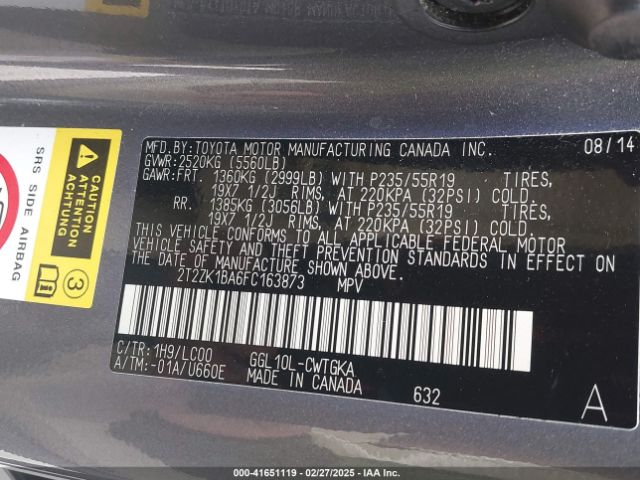 SRS SIDE AIRBAG
CAUTION
ACHTUNG
3
MFD.BY:TOYOTA MOTOR MANUFACTURING CANADA INC. 08/14
GVWR:2520KG (5560LB)
GAWR:FRT. 1360KG (2999LB) WITH P235/55R19 TIRES,
19X7 1/2J RIMS, AT 220KPA (32PSI) COLD.
RR. 1385KG (3056LB) WITH P235/55R19 TIRES,
19X7 1/2J RIMS, AT 220KPA (32PSI) COLD.
THIS VEHICLE CONFORMS TO ALL APPLICABLE FEDERAL MOTOR
VEHICLE SAFETY AND THEFT PREVENTION STANDARDS IN EFFECT ON
THE DATE OF MANUFACTURE SHOWN ABOVE.
2T2ZK1BA6FC163873 MPV
C/TR:1H9/LC00 GGL10L-CWTGKA
A/TM:-01A/U660E MADE IN CANADA
632
A
000-41651119 - 02/27/2025 - IAA Inc.